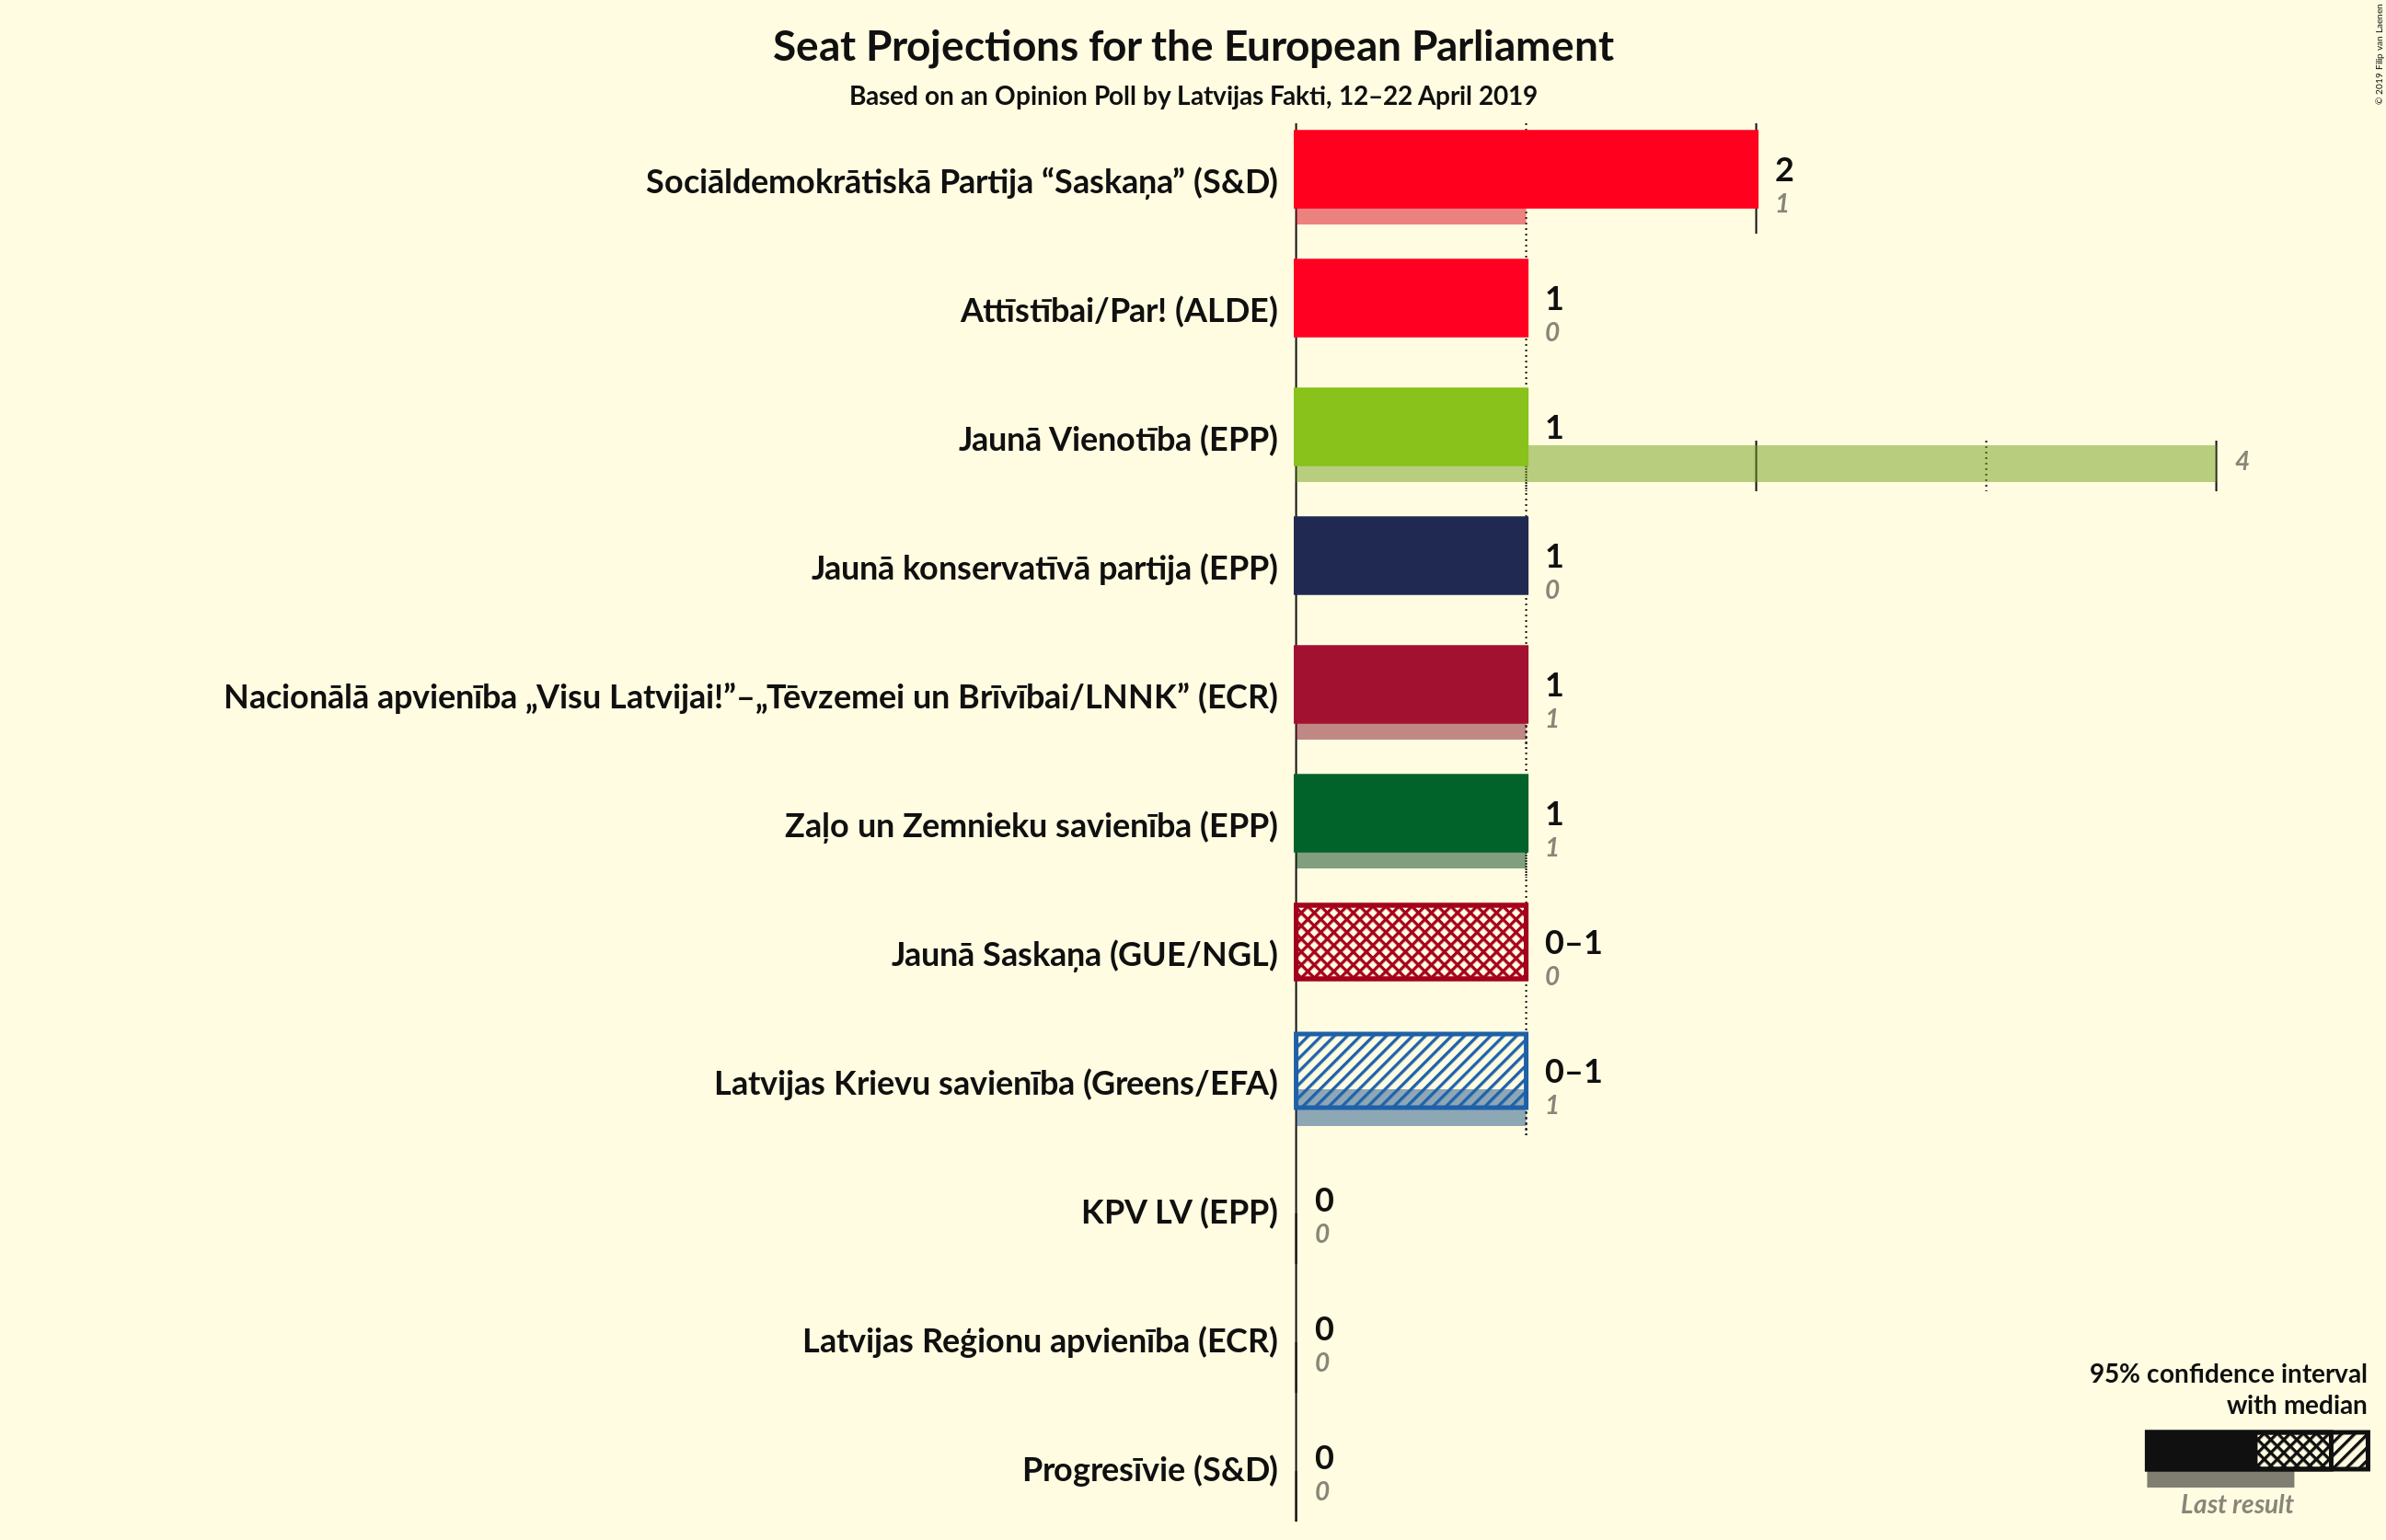 Seat Projections for the European Parliament
Based on an Opinion Poll by Latvijas Fakti, 12–22 April 2019
© 2019 Filip van Laenen
Sociāldemokrātiskā Partija “Saskaņa” (S&D)
2
1
Attīstībai/Par! (ALDE)
1
0
Jaunā Vienotība (EPP)
1
4
Jaunā konservatīvā partija (EPP)
1
0
Nacionālā apvienība „Visu Latvijai!”–„Tēvzemei un Brīvībai/LNNK” (ECR)
1
1
Zaļo un Zemnieku savienība (EPP)
1
1
Jaunā Saskaņa (GUE/NGL)
0–1
0
Latvijas Krievu savienība (Greens/EFA)
0–1
1
KPV LV (EPP)
0
0
Latvijas Reģionu apvienība (ECR)
0
0
Progresīvie (S&D)
0
0
95% confidence interval
with median
Last result